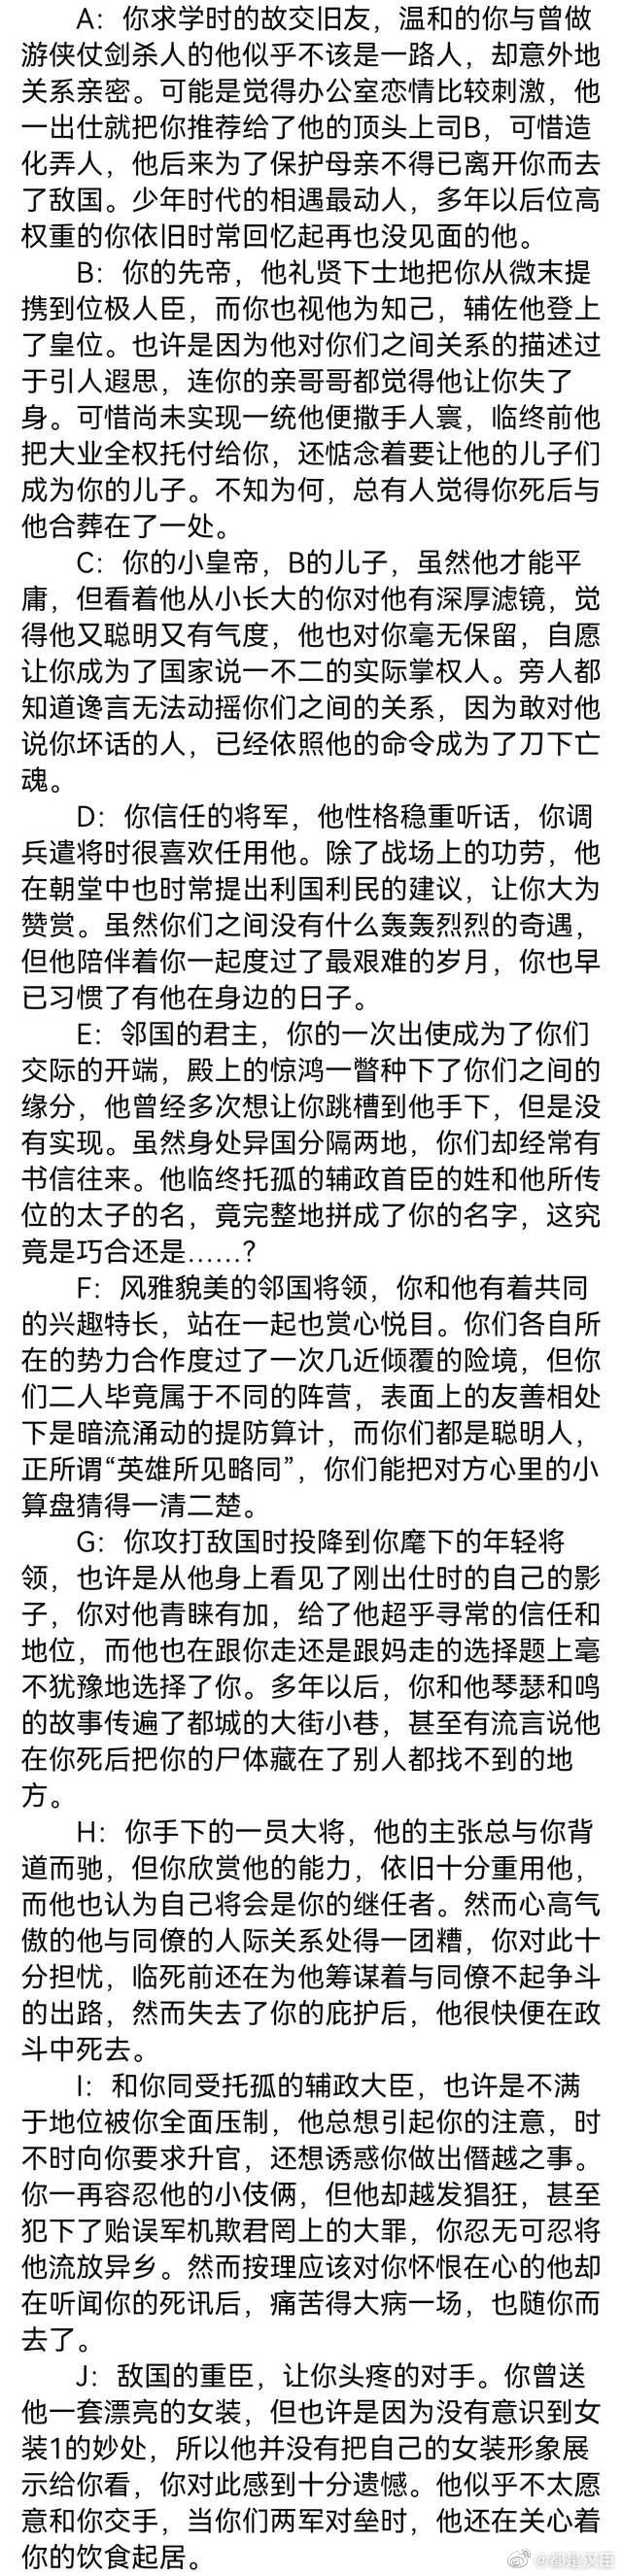 A：你求学时的故交旧友，温和的你与曾做
游侠仗剑杀人的他似乎不该是一路人，却意外地
关系亲密。可能是觉得办公室恋情比较刺激，他
一出仕就把你推荐给了他的顶头上司B，可惜造
化弄人，他后来为了保护母亲不得已离开你而去
了敌国。少年时代的相遇最动人，多年以后位高
权重的你依旧时常回忆起再也没见面的他。
B：你的先帝，他礼贤下士地把你从微末提
携到位极人臣，而你也视他为知己，辅佐他登上
了皇位。也许是因为他对你们之间关系的描述过
于引人遐思，连你的亲哥哥都觉得他让你失了
身。可惜尚未实现一统他便撒手人寰，临终前他
把大业全权托付给你，还惦念着要让他的儿子们
成为你的儿子。不知为何，总有人觉得你死后与
他合葬在了一处。
C：你的小皇帝，B的儿子，虽然他才能平
庸，但看着他从小长大的你对他有深厚滤镜，觉
得他又聪明又有气度，他也对你毫无保留，自愿
让你成为了国家说一不二的实际掌权人。旁人都
知道谗言无法动摇你们之间的关系，因为敢对他
说你坏话的人，已经依照他的命令成为了刀下亡
魂。
D：你信任的将军，他性格稳重听话，你调
兵遣将时很喜欢任用他。除了战场上的功劳，他
在朝堂中也时常提出利国利民的建议，让你大为
赞赏。虽然你们之间没有什么轰轰烈烈的奇遇，
但他陪伴着你一起度过了最艰难的岁月，你也早
已习惯了有他在身边的日子。
E：邻国的君主，你的一次出使成为了你们
交际的开端，殿上的惊鸿一瞥种下了你们之间的
缘分，他曾经多次想让你跳槽到他手下，但是没
有实现。虽然身处异国分隔两地，你们却经常有
书信往来。他临终托孤的辅政首臣的姓和他所传
位的太子的名，竟完整地拼成了你的名字，这究
竟是巧合还是……？
F：风雅貌美的邻国将领，你和他有着共同
的兴趣特长，站在一起也赏心悦目。你们各自所
在的势力合作度过了一次几近倾覆的险境，但你
们二人毕竟属于不同的阵营，表面上的友善相处
下是暗流涌动的提防算计，而你们都是聪明人，
正所谓“英雄所见略同”，你们能把对方心里的小
算盘猜得一清二楚。
G：你攻打敌国时投降到你麾下的年轻将
领，也许是从他身上看见了刚出仕时的自己的影
子，你对他青睐有加，给了他超乎寻常的信任和
地位，而他也在跟你走还是跟妈走的选择题上毫
不犹豫地选择了你。多年以后，你和他琴瑟和鸣
的故事传遍了都城的大街小巷，甚至有流言说他
在你死后把你的尸体藏在了别人都找不到的地
方。
H：你手下的一员大将，他的主张总与你背
道而驰，但你欣赏他的能力，依旧十分重用他，
而他也认为自己将会是你的继任者。然而心高气
傲的他与同僚的人际关系处得一团糟，你对此十
分担忧，临死前还在为他筹谋着与同僚不起争斗
的出路，然而失去了你的庇护后，他很快便在政
斗中死去。
I：和你同受托孤的辅政大臣，也许是不满
于地位被你全面压制，他总想引起你的注意，时
不时向你要求升官，还想诱惑你做出僭越之事。
你一再容忍他的小伎俩，但他却越发猖狂，甚至
犯下了贻误军机欺君罔上的大罪，你忍无可忍将
他流放异乡。然而按理应该对你怀恨在心的他却
在听闻你的死讯后，痛苦得大病一场，也随你而
去了。
J：敌国的重臣，让你头疼的对手。你曾送
他一套漂亮的女装，但也许是因为没有意识到女
装1的妙处，所以他并没有把自己的女装形象展
示给你看，你对此感到十分遗憾。他似乎不太愿
意和你交手，当你们两军对垒时，他还在关心着
你的饮食起居。
@都是汉臣